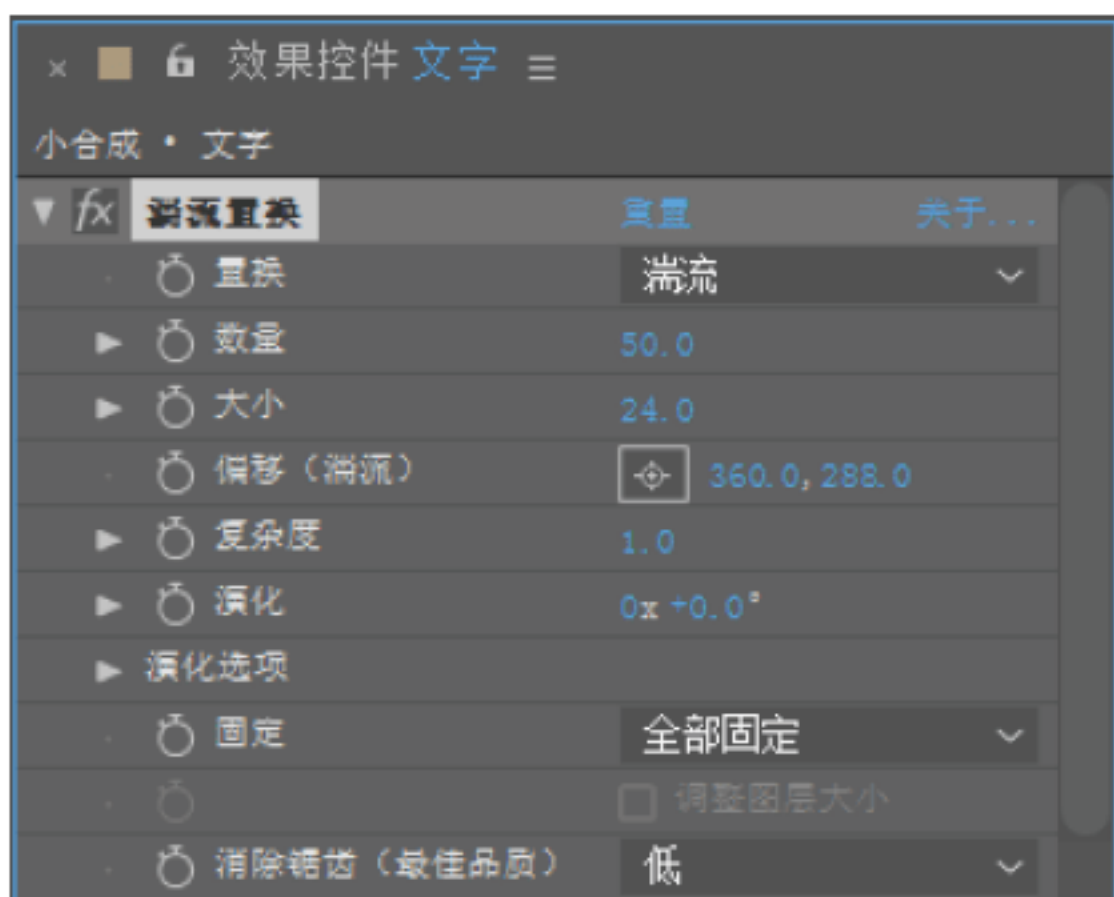 效果控件 文字
小合成 • 文字
fx 湍流置换 重置 关于...
置换 湍流
数量 50.0
大小 24.0
偏移（湍流） 360.0,288.0
复杂度 1.0
演化 0x+0.0°
演化选项
固定 全部固定
调整图层大小
消除锯齿（最佳品质） 低